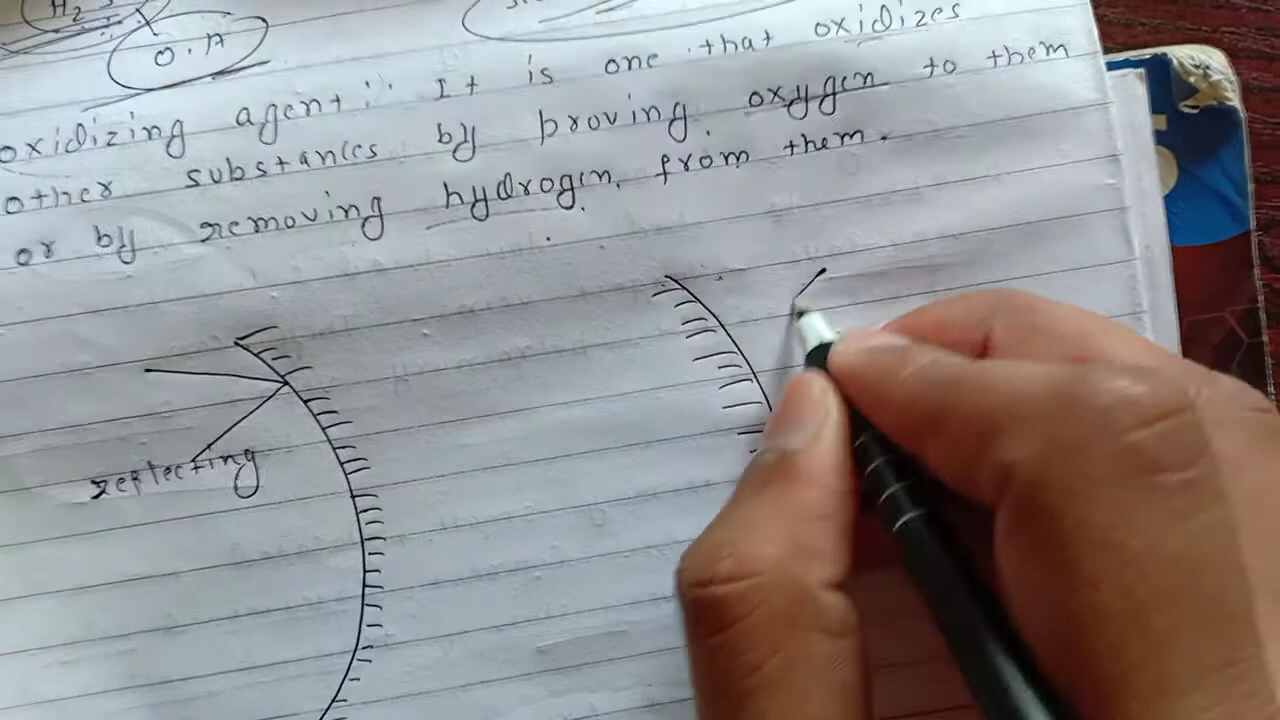 H2
O.A
oxidizing agent:· It is one that oxidizes
other substances by proving oxygen to them
or by removing hydrogen from them.
reflecting